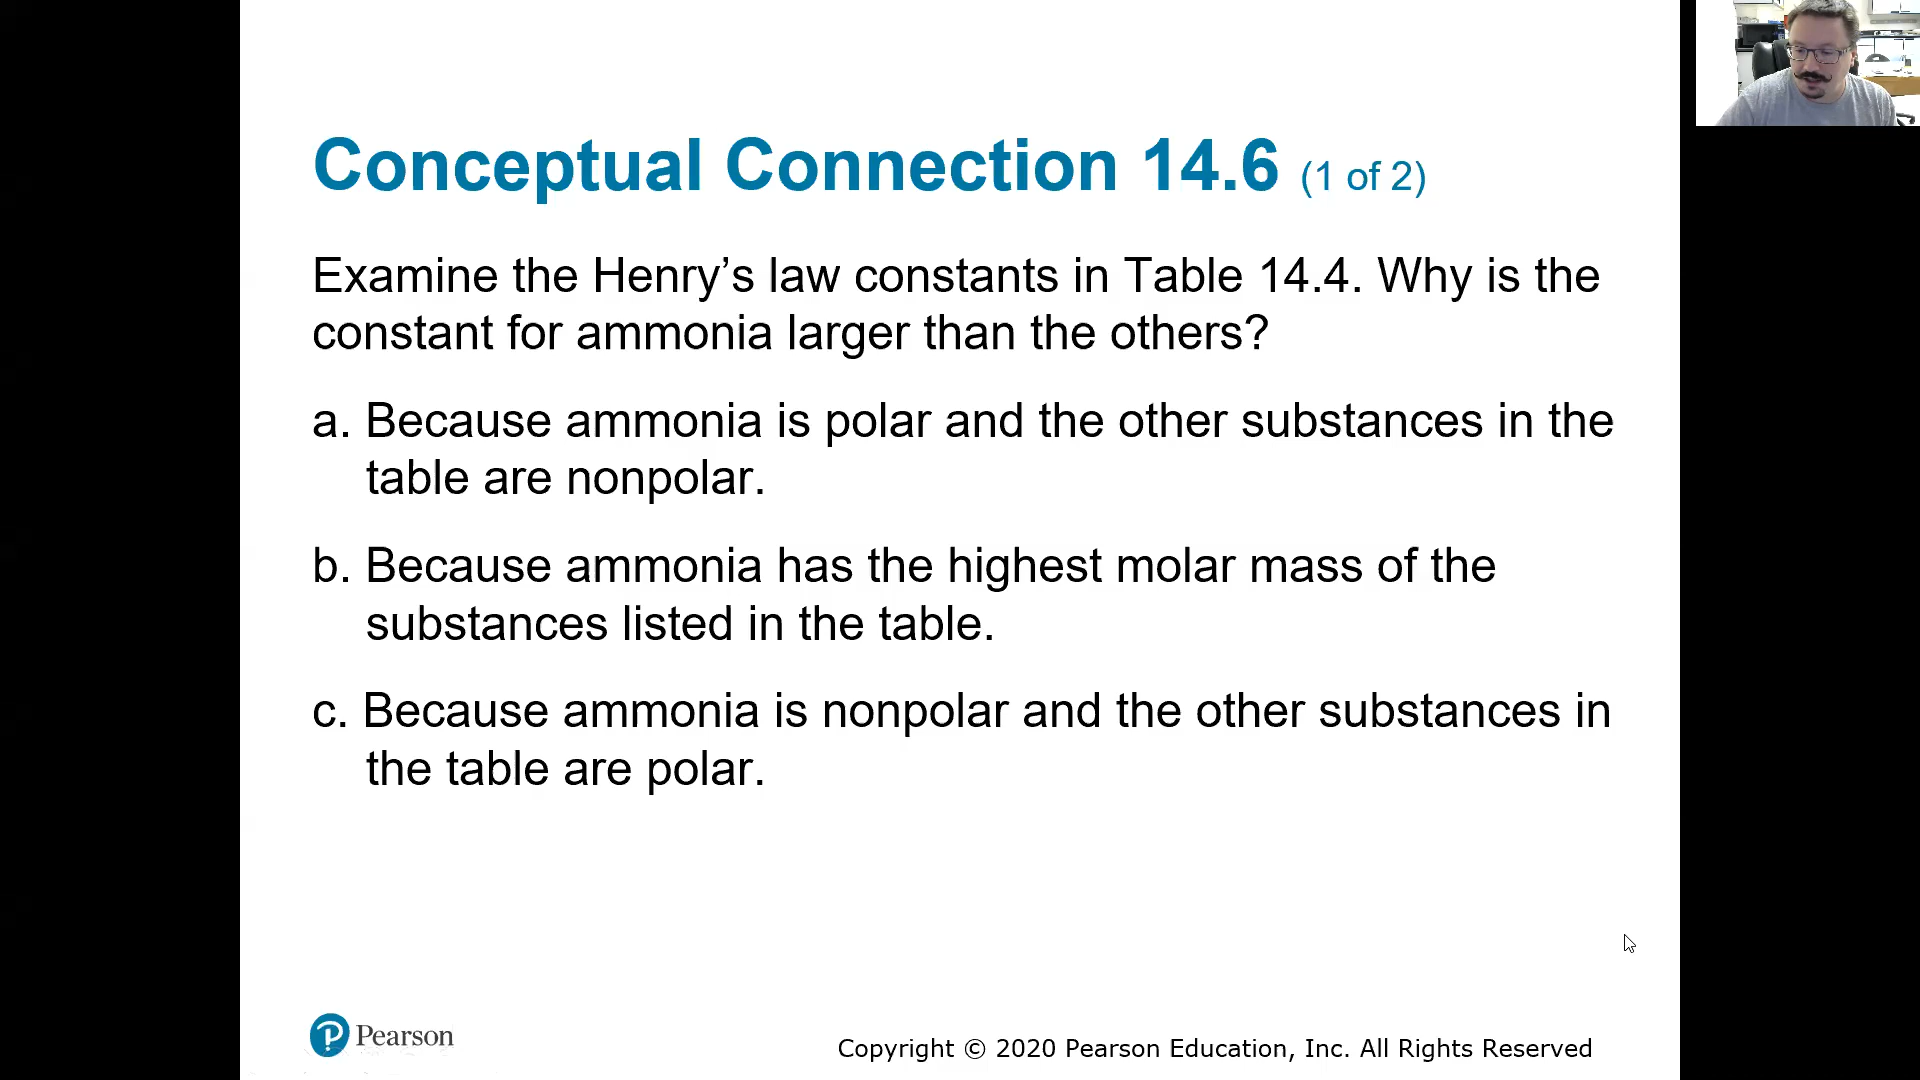 Conceptual Connection 14.6 (1 of 2)
Examine the Henry’s law constants in Table 14.4. Why is the
constant for ammonia larger than the others?
a. Because ammonia is polar and the other substances in the
table are nonpolar.
b. Because ammonia has the highest molar mass of the
substances listed in the table.
c. Because ammonia is nonpolar and the other substances in
the table are polar.
Pearson
Copyright © 2020 Pearson Education, Inc. All Rights Reserved